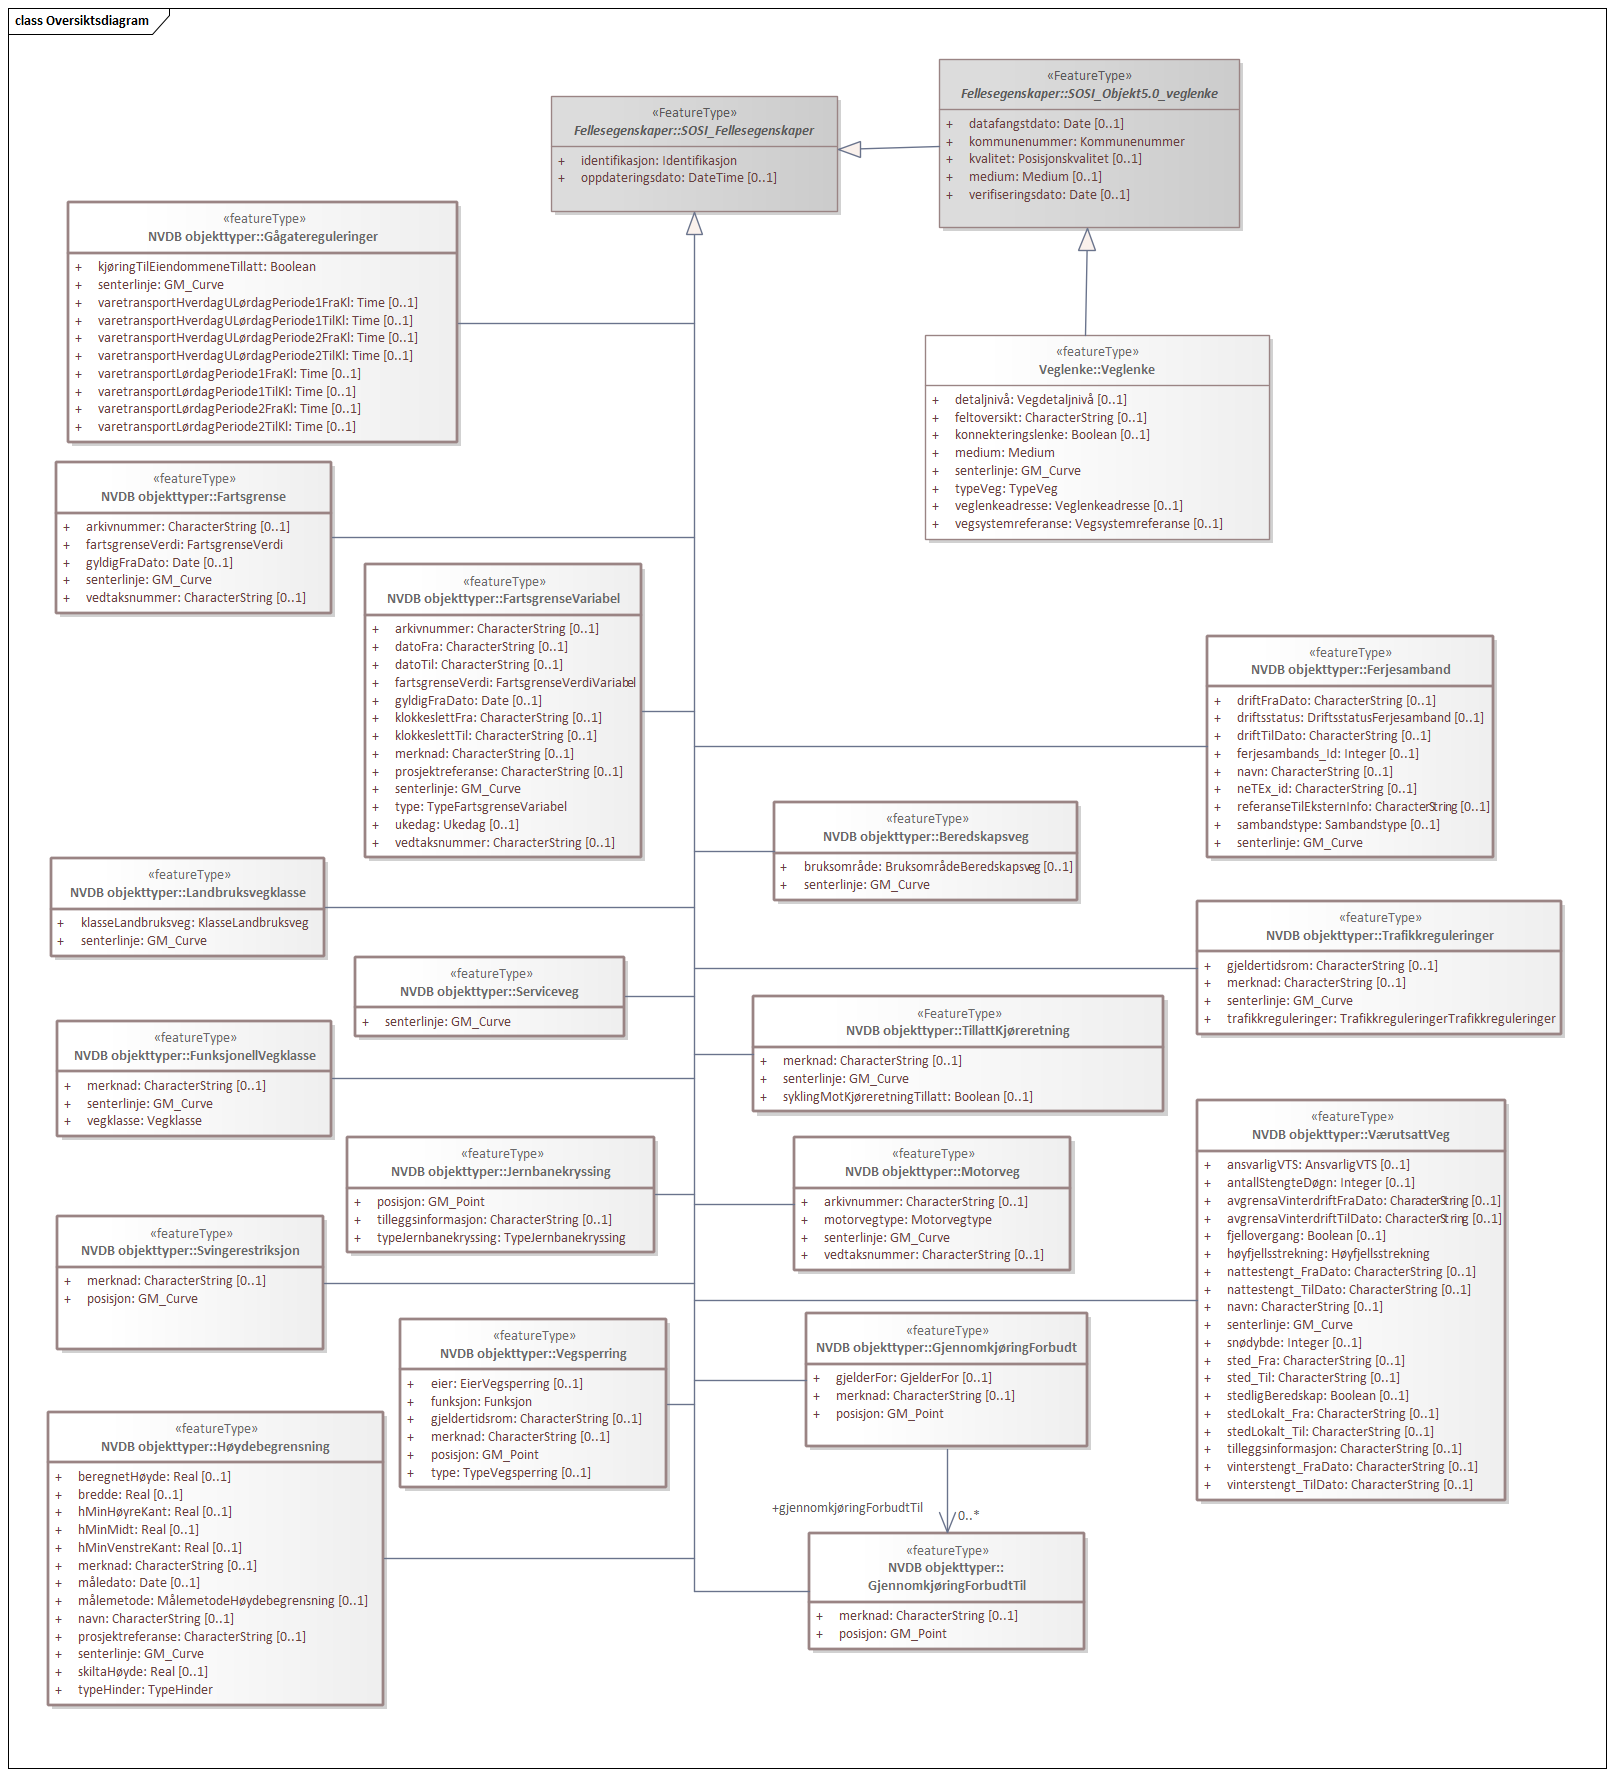 class Oversiktsdiagram
«FeatureType»
Fellesegenskaper::SOSI_Objekt5.0_veglenke
+ datafangstdato: Date [0..1]
+ kommunenummer: Kommunenummer
+ kvalitet: Posisjonskvalitet [0..1]
+ medium: Medium [0..1]
+ verifiseringsdato: Date [0..1]
«FeatureType»
Fellesegenskaper::SOSI_Fellesegenskaper
+ identifikasjon: Identifikasjon
+ oppdateringsdato: DateTime [0..1]
«featureType»
NVDB objekttyper::Gågatereguleringer
+ kjøringTilEiendommeneTillatt: Boolean
+ senterlinje: GM_Curve
+ varetransportHverdagULørdagPeriode1FraKl: Time [0..1]
+ varetransportHverdagULørdagPeriode1TilKl: Time [0..1]
+ varetransportHverdagULørdagPeriode2FraKl: Time [0..1]
+ varetransportHverdagULørdagPeriode2TilKl: Time [0..1]
+ varetransportLørdagPeriode1FraKl: Time [0..1]
+ varetransportLørdagPeriode1TilKl: Time [0..1]
+ varetransportLørdagPeriode2FraKl: Time [0..1]
+ varetransportLørdagPeriode2TilKl: Time [0..1]
«featureType»
Veglenke::Veglenke
+ detaljnivå: Vegdetaljnivå [0..1]
+ feltoversikt: CharacterString [0..1]
+ konnekteringslenke: Boolean [0..1]
+ medium: Medium
+ senterlinje: GM_Curve
+ typeVeg: TypeVeg
+ veglenkeadresse: Veglenkeadresse [0..1]
+ vegsystemreferanse: Vegsystemreferanse [0..1]
«featureType»
NVDB objekttyper::Fartsgrense
+ arkivnummer: CharacterString [0..1]
+ fartsgrenseVerdi: FartsgrenseVerdi
+ gyldigFraDato: Date [0..1]
+ senterlinje: GM_Curve
+ vedtaksnummer: CharacterString [0..1]
«featureType»
NVDB objekttyper::FartsgrenseVariabel
+ arkivnummer: CharacterString [0..1]
+ datoFra: CharacterString [0..1]
+ datoTil: CharacterString [0..1]
+ fartsgrenseVerdi: FartsgrenseVerdiVariabel
+ gyldigFraDato: Date [0..1]
+ klokkeslettFra: CharacterString [0..1]
+ klokkeslettTil: CharacterString [0..1]
+ merknad: CharacterString [0..1]
+ prosjektreferanse: CharacterString [0..1]
+ senterlinje: GM_Curve
+ type: TypeFartsgrenseVariabel
+ ukedag: Ukedag [0..1]
+ vedtaksnummer: CharacterString [0..1]
«featureType»
NVDB objekttyper::Ferjesamband
+ driftFraDato: CharacterString [0..1]
+ driftsstatus: DriftsstatusFerjesamband [0..1]
+ driftTilDato: CharacterString [0..1]
+ ferjesambands_Id: Integer [0..1]
+ navn: CharacterString [0..1]
+ neTEx_id: CharacterString [0..1]
+ referanseTilEksternInfo: CharacterString [0..1]
+ sambandstype: Sambandstype [0..1]
+ senterlinje: GM_Curve
«featureType»
NVDB objekttyper::Beredskapsveg
+ bruksområde: BruksområdeBeredskapsveg [0..1]
+ senterlinje: GM_Curve
«featureType»
NVDB objekttyper::Landbruksvegklasse
+ klasseLandbruksveg: KlasseLandbruksveg
+ senterlinje: GM_Curve
«featureType»
NVDB objekttyper::Trafikkreguleringer
+ gjeldertidsrom: CharacterString [0..1]
+ merknad: CharacterString [0..1]
+ senterlinje: GM_Curve
+ trafikkreguleringer: TrafikkreguleringerTrafikkreguleringer
«featureType»
NVDB objekttyper::Serviceveg
+ senterlinje: GM_Curve
«FeatureType»
NVDB objekttyper::TillattKjøreretning
+ merknad: CharacterString [0..1]
+ senterlinje: GM_Curve
+ syklingMotKjøreretningTillatt: Boolean [0..1]
«featureType»
NVDB objekttyper::FunksjonellVegklasse
+ merknad: CharacterString [0..1]
+ senterlinje: GM_Curve
+ vegklasse: Vegklasse
«featureType»
NVDB objekttyper::VærutsattVeg
+ ansvarligVTS: AnsvarligVTS [0..1]
+ antallStengteDøgn: Integer [0..1]
+ avgrensaVinterdriftFraDato: CharacterString [0..1]
+ avgrensaVinterdriftTilDato: CharacterString [0..1]
+ fjellovergang: Boolean [0..1]
+ høyfjellsstrekning: Høyfjellsstrekning
+ nattestengt_FraDato: CharacterString [0..1]
+ nattestengt_TilDato: CharacterString [0..1]
+ navn: CharacterString [0..1]
+ senterlinje: GM_Curve
+ snødybde: Integer [0..1]
+ sted_Fra: CharacterString [0..1]
+ sted_Til: CharacterString [0..1]
+ stedligBeredskap: Boolean [0..1]
+ stedLokalt_Fra: CharacterString [0..1]
+ stedLokalt_Til: CharacterString [0..1]
+ tilleggsinformasjon: CharacterString [0..1]
+ vinterstengt_FraDato: CharacterString [0..1]
+ vinterstengt_TilDato: CharacterString [0..1]
«featureType»
NVDB objekttyper::Jernbanekryssing
+ posisjon: GM_Point
+ tilleggsinformasjon: CharacterString [0..1]
+ typeJernbanekryssing: TypeJernbanekryssing
«featureType»
NVDB objekttyper::Motorveg
+ arkivnummer: CharacterString [0..1]
+ motorvegtype: Motorvegtype
+ senterlinje: GM_Curve
+ vedtaksnummer: CharacterString [0..1]
«featureType»
NVDB objekttyper::Svingerestriksjon
+ merknad: CharacterString [0..1]
+ posisjon: GM_Curve
«featureType»
NVDB objekttyper::Vegsperring
+ eier: EierVegsperring [0..1]
+ funksjon: Funksjon
+ gjeldertidsrom: CharacterString [0..1]
+ merknad: CharacterString [0..1]
+ posisjon: GM_Point
+ type: TypeVegsperring [0..1]
«featureType»
NVDB objekttyper::GjennomkjøringForbudt
+ gjelderFor: GjelderFor [0..1]
+ merknad: CharacterString [0..1]
+ posisjon: GM_Point
+gjennomkjøringForbudtTil
0..*
«featureType»
NVDB objekttyper::Høydebegrensning
+ beregnetHøyde: Real [0..1]
+ bredde: Real [0..1]
+ hMinHøyreKant: Real [0..1]
+ hMinMidt: Real [0..1]
+ hMinVenstreKant: Real [0..1]
+ merknad: CharacterString [0..1]
+ måledato: Date [0..1]
+ målemetode: MålemetodeHøydebegrensning [0..1]
+ navn: CharacterString [0..1]
+ prosjektreferanse: CharacterString [0..1]
+ senterlinje: GM_Curve
+ skiltaHøyde: Real [0..1]
+ typeHinder: TypeHinder
«featureType»
NVDB objekttyper::
GjennomkjøringForbudtTil
+ merknad: CharacterString [0..1]
+ posisjon: GM_Point